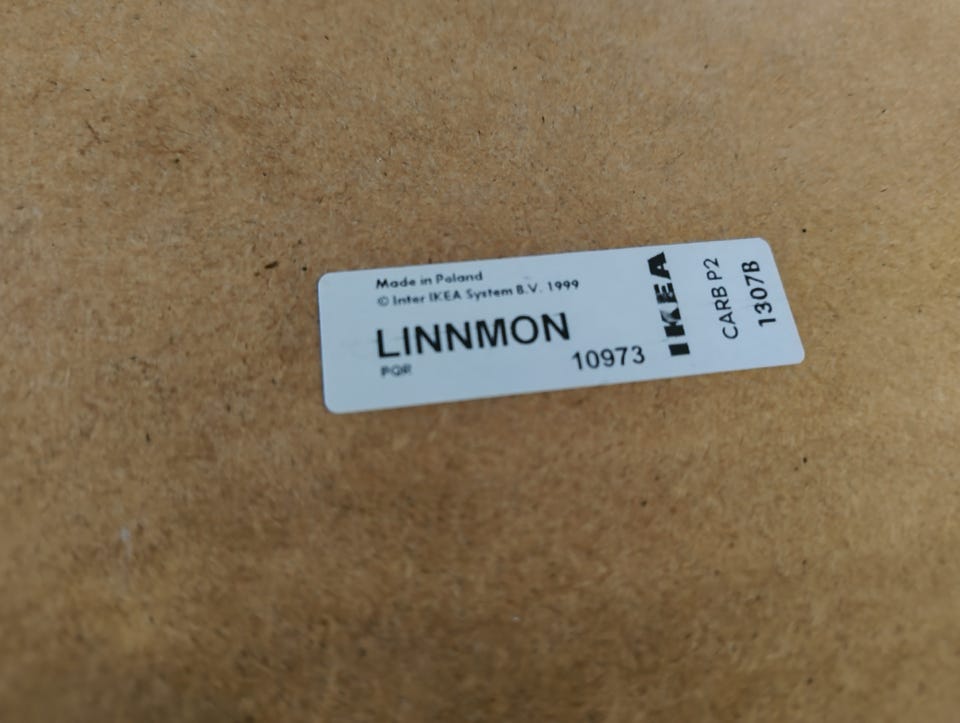 Made in Poland
© Inter IKEA System B.V. 1999
LINNMON
PQR
10973
IKEA
CARB P2
1307B